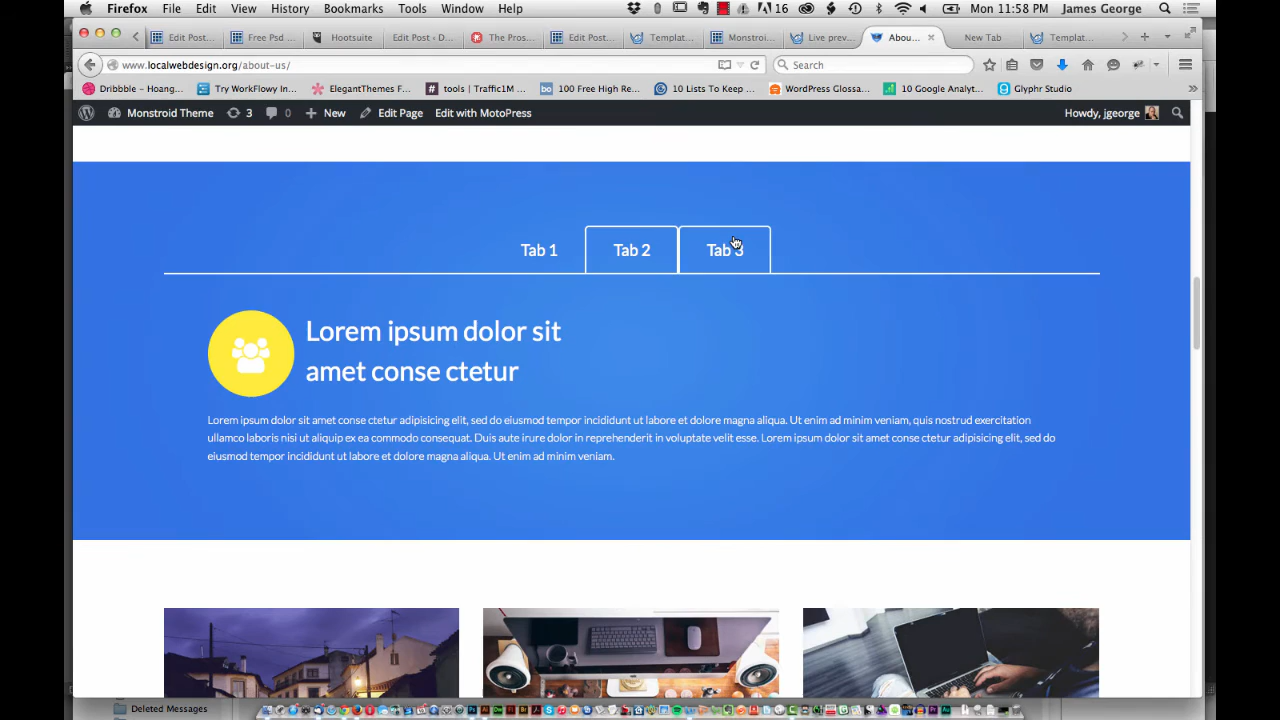 Firefox File Edit View History Bookmarks Tools Window Help 16 Mon 11:58 PM James George
Edit Post... Free Psd ... Hootsuite Edit Post ‹ D... The Pros... Edit Post... Templat... Monstroi... Live prev... Abou... New Tab Templat...
www.localwebdesign.org/about-us/ Search
Dribbble – Hoang... Try WorkFlowy In... ElegantThemes F... tools | Traffic1M ... bo 100 Free High Re... 10 Lists To Keep ... WordPress Glossa... 10 Google Analyt... Glyphr Studio
Monstroid Theme 3 0 New Edit Page Edit with MotoPress Howdy, jgeorge
Tab 1 Tab 2 Tab 3
Lorem ipsum dolor sit
amet conse ctetur
Lorem ipsum dolor sit amet conse ctetur adipisicing elit, sed do eiusmod tempor incididunt ut labore et dolore magna aliqua. Ut enim ad minim veniam, quis nostrud exercitation
ullamco laboris nisi ut aliquip ex ea commodo consequat. Duis aute irure dolor in reprehenderit in voluptate velit esse. Lorem ipsum dolor sit amet conse ctetur adipisicing elit, sed do
eiusmod tempor incididunt ut labore et dolore magna aliqua. Ut enim ad minim veniam.
Deleted Messages